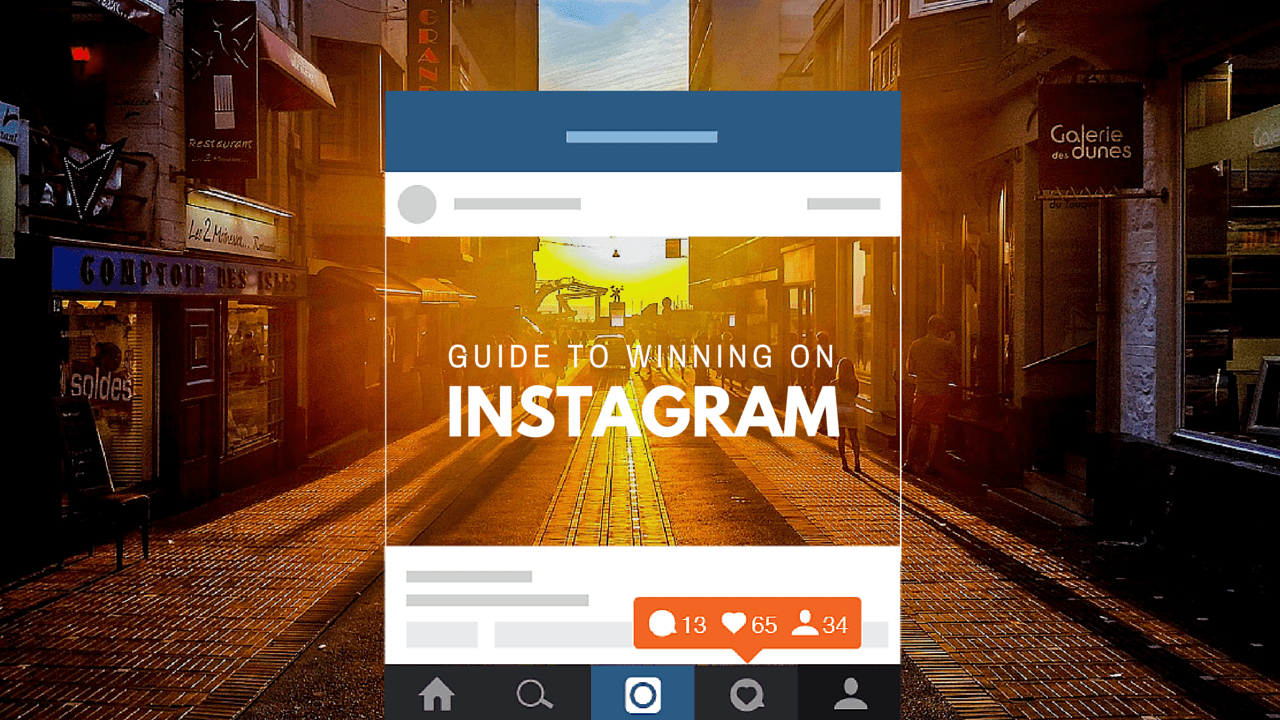 GRAND
Restaurant
Galerie
des dunes
Les 2 Moineaux... Restaurant
COMPTOIR DES ISLES
GUIDE TO WINNING ON
INSTAGRAM
soldes
13 65 34